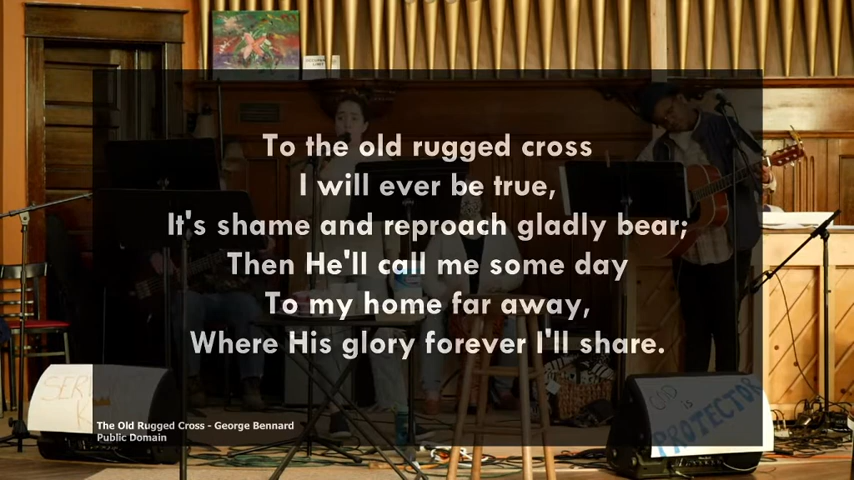 To the old rugged cross
I will ever be true,
It's shame and reproach gladly bear;
Then He'll call me some day
To my home far away,
Where His glory forever I'll share.
GOD
is
PROTECTOR
The Old Rugged Cross - George Bennard
Public Domain